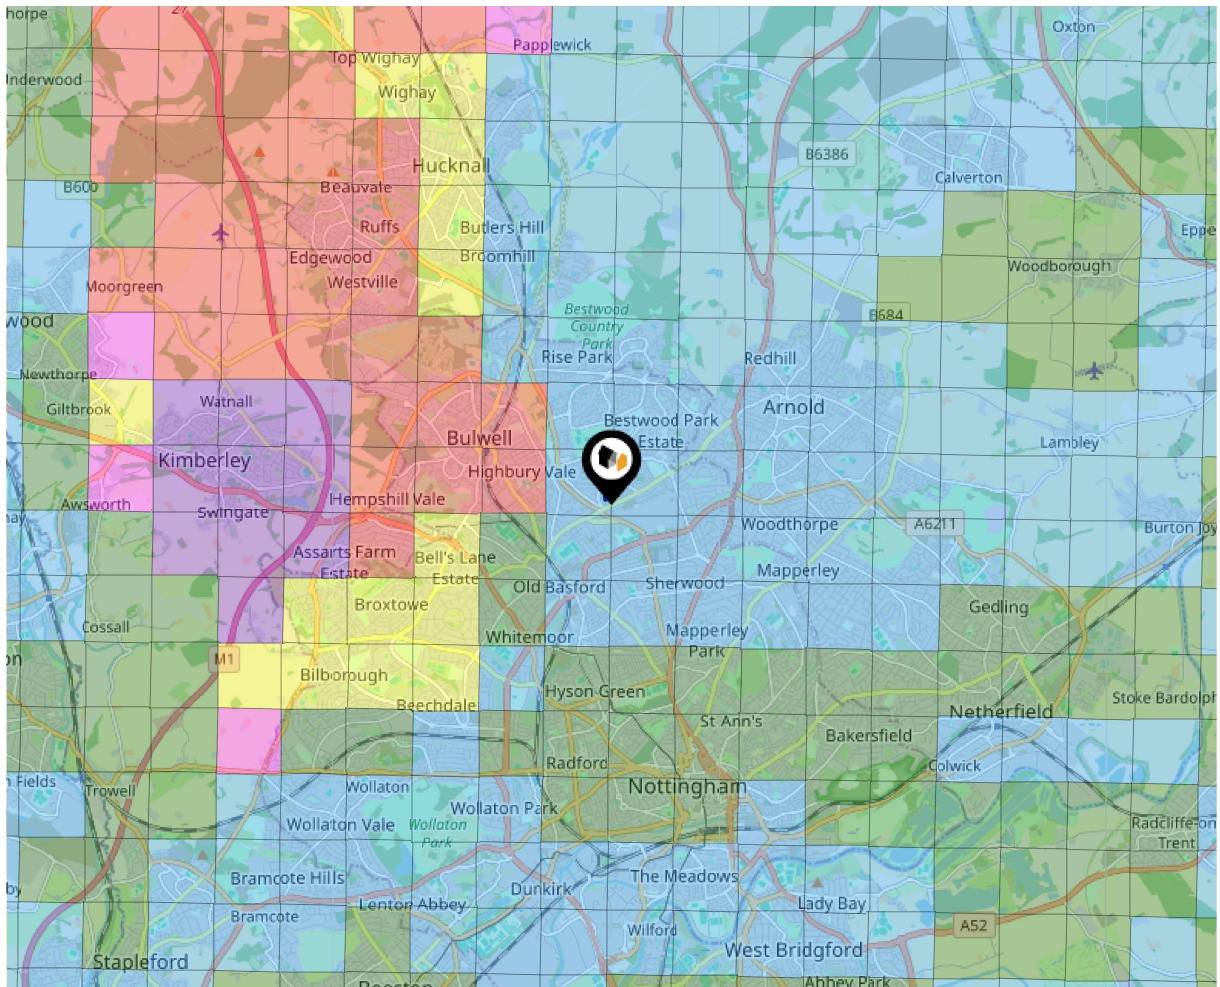 27
Oxton
Papplewick
Top Wighay
Wighay
B6386
Hucknall
Calverton
B600
Beauvale
Ruffs
Butlers Hill
Edgewood
Broomhill
Woodborough
Westville
Moorgreen
Bestwood
Country
Park
B684
Rise Park
Redhill
Newthorpe
Watnall
Giltbrook
Arnold
Bestwood Park
Estate
Bulwell
Lambley
Kimberley
Highbury Vale
Hempshill Vale
Awsworth
Swingate
Woodthorpe
A6211
Burton Joy
Assarts Farm
Estate
Bell's Lane
Estate
Mapperley
Sherwood
Old Basford
Broxtowe
Gedling
Cossall
Whitemoor
Mapperley
Park
M1
Bilborough
Hyson Green
Stoke Bardolph
Beechdale
St Ann's
Netherfield
Bakersfield
Radford
Colwick
n Fields
Trowell
Wollaton
Nottingham
Wollaton Park
Wollaton Vale
Wollaton
Park
Radcliffe-on-
Trent
Bramcote Hills
The Meadows
Dunkirk
Lenton Abbey
Lady Bay
Bramcote
A52
Wilford
West Bridgford
Stapleford
Abbey Park
Beeston